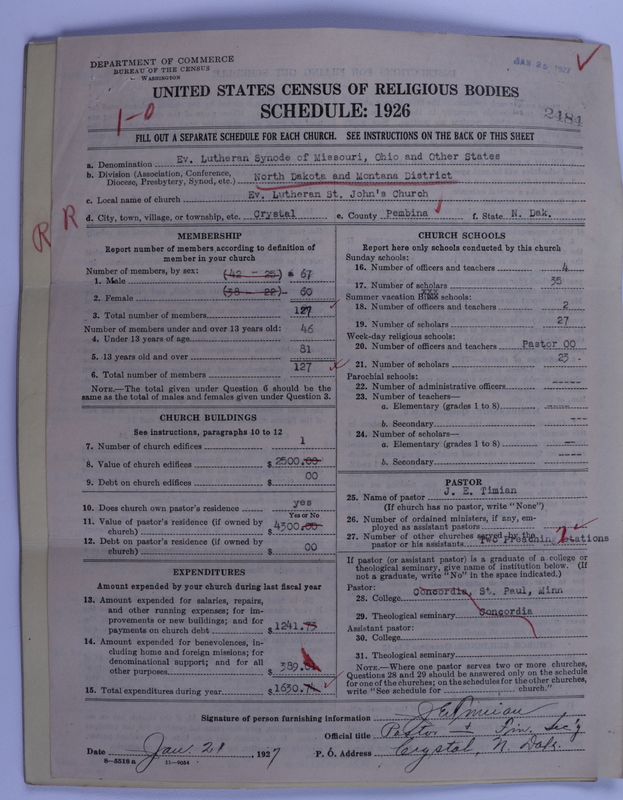 DEPARTMENT OF COMMERCE
BUREAU OF THE CENSUS
WASHINGTON
UNITED STATES CENSUS OF RELIGIOUS BODIES
SCHEDULE: 1926
1-0
2484
FILL OUT A SEPARATE SCHEDULE FOR EACH CHURCH. SEE INSTRUCTIONS ON THE BACK OF THIS SHEET
a. Denomination Ev. Lutheran Synode of Missouri, Ohio and Other States
b. Division (Association, Conference, Diocese, Presbytery, Synod, etc.) North Dakota and Montana District
c. Local name of church Ev. Lutheran St. John's Church
d. City, town, village, or township, etc. Crystal e. County Pembina f. State N. Dak.
R R
MEMBERSHIP
Report number of members according to definition of
member in your church
Number of members, by sex:
1. Male (42 - 25) 67
2. Female (38 - 22) 60
3. Total number of members 127
Number of members under and over 13 years old:
4. Under 13 years of age 46
5. 13 years old and over 81
6. Total number of members 127
NOTE.—The total given under Question 6 should be the
same as the total of males and females given under Question 3.
CHURCH BUILDINGS
See instructions, paragraphs 10 to 12
7. Number of church edifices 1
8. Value of church edifices $2500.00
9. Debt on church edifices $ 00
10. Does church own pastor's residence yes
Yes or No
11. Value of pastor's residence (if owned by
church) $4500.00
12. Debt on pastor's residence (if owned by
church) $ 00
EXPENDITURES
Amount expended by your church during last fiscal year
13. Amount expended for salaries, repairs,
and other running expenses; for im-
provements or new buildings; and for
payments on church debt $1241.73
14. Amount expended for benevolences, in-
cluding home and foreign missions; for
denominational support; and for all
other purposes $ 389.
15. Total expenditures during year $1630.
CHURCH SCHOOLS
Report here only schools conducted by this church
Sunday schools:
16. Number of officers and teachers 4
17. Number of scholars 35
Summer vacation Bible schools: xxx
18. Number of officers and teachers 2
19. Number of scholars 27
Week-day religious schools:
20. Number of officers and teachers Pastor 00
21. Number of scholars 23 -
Parochial schools:
22. Number of administrative officers -----
23. Number of teachers—
a. Elementary (grades 1 to 8) -----
b. Secondary ---
24. Number of scholars—
a. Elementary (grades 1 to 8) ---
b. Secondary ---
PASTOR
25. Name of pastor J. E. Timian
(If church has no pastor, write "None")
26. Number of ordained ministers, if any, em-
ployed as assistant pastors
27. Number of other churches served by the
pastor or his assistants Two Preaching Stations 2
If pastor (or assistant pastor) is a graduate of a college or
theological seminary, give name of institution below. (If
not a graduate, write "No" in the space indicated.)
Pastor:
28. College Concordia, St. Paul, Minn
29. Theological seminary Concordia
Assistant pastor:
30. College
31. Theological seminary
NOTE.—Where one pastor serves two or more churches,
Questions 28 and 29 should be answered only on the schedule
for one of the churches; on the schedules for the other churches,
write "See schedule for church."
Signature of person furnishing information J E Timian
Official title Pastor & Fin. Sec'y
Date Jan 21, 1927 P. O. Address Crystal, N. Dak.
8-5518a 11-9034